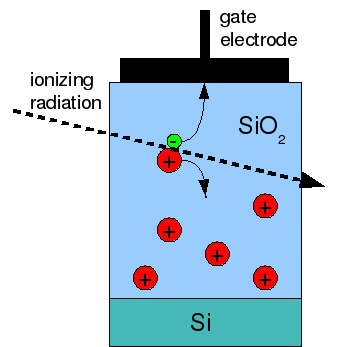 gate
electrode
ionizing
radiation
SiO₂
-
+
+
+
+
+
+
Si